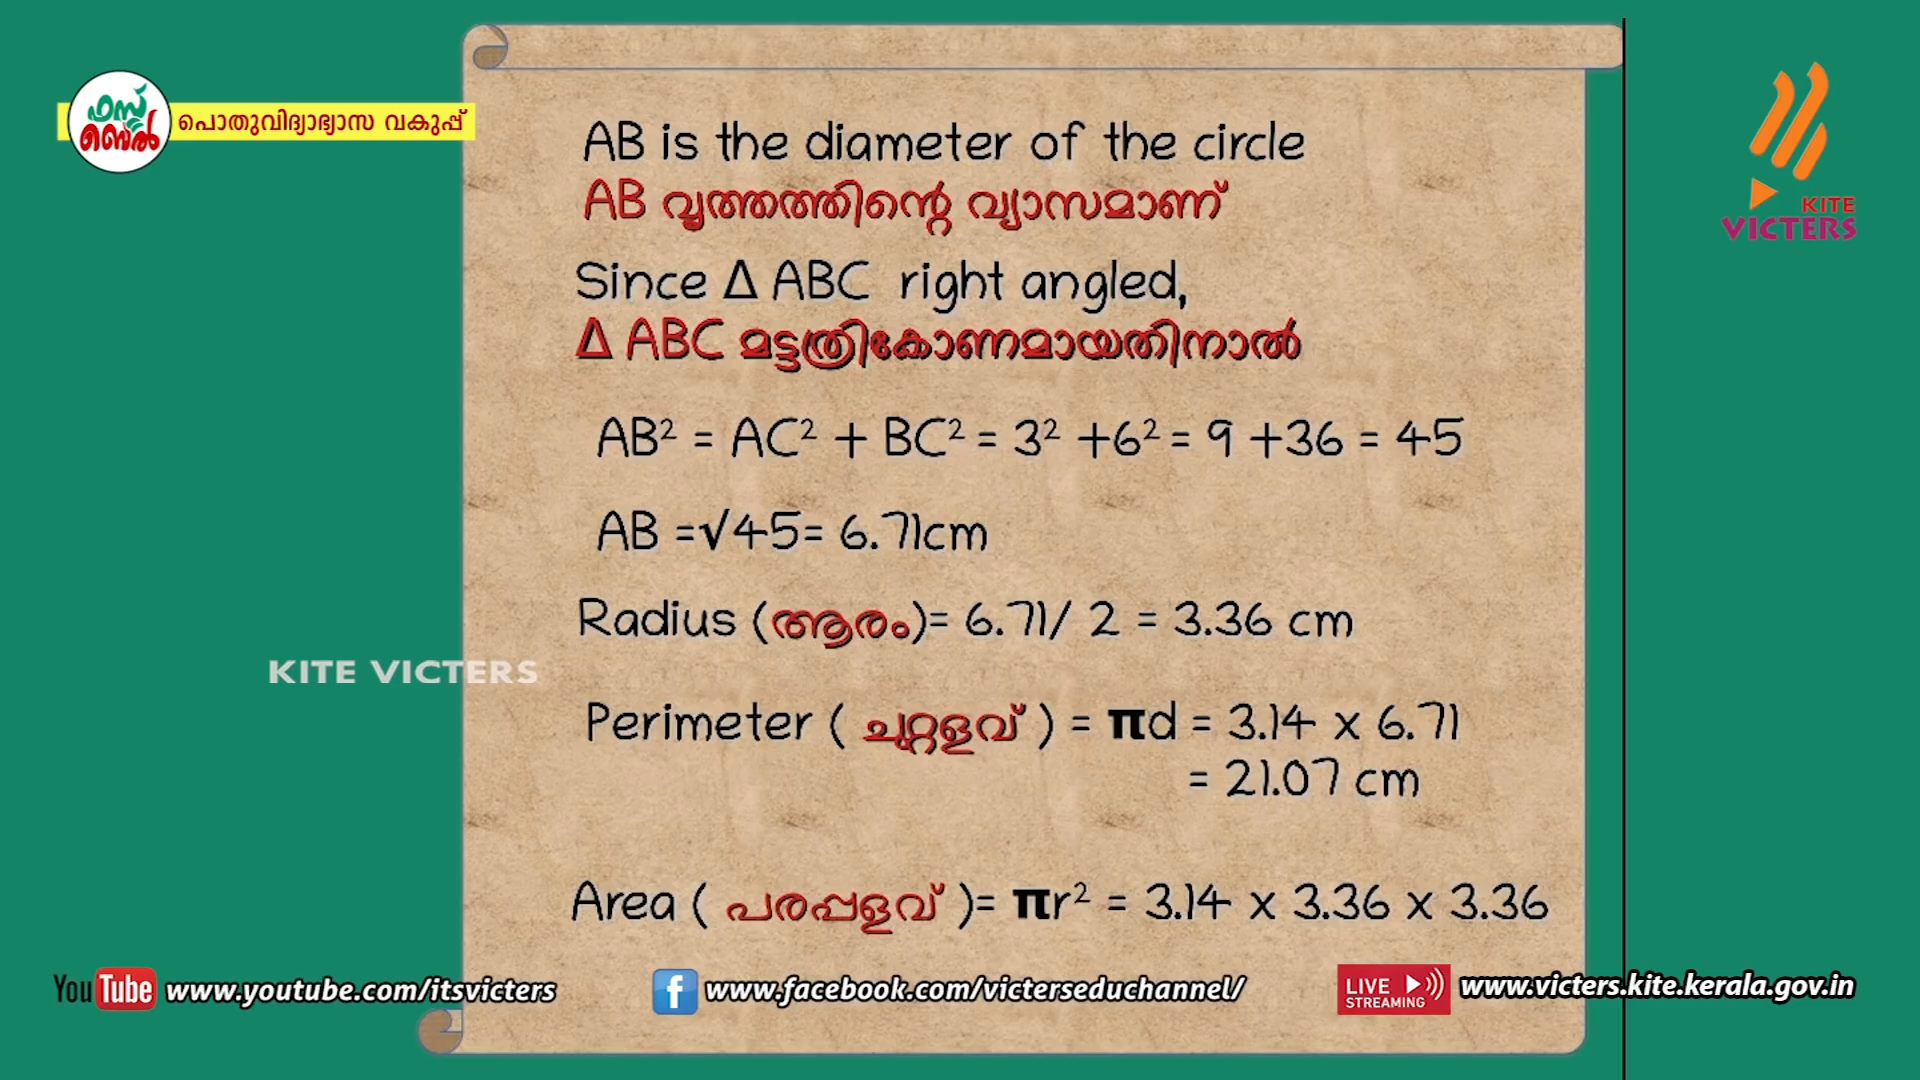 ഫസ്റ്റ്
ബെൽ
പൊതുവിദ്യാഭ്യാസ വകുപ്പ്
KITE
VICTERS
AB is the diameter of the circle
AB വൃത്തത്തിന്റെ വ്യാസമാണ്
Since Δ ABC right angled,
Δ ABC മട്ടത്രികോണമായതിനാൽ
AB² = AC² + BC² = 3² +6² = 9 +36 = 45
AB =√45= 6.71cm
Radius (ആരം)= 6.71/ 2 = 3.36 cm
KITE VICTERS
Perimeter ( ചുറ്റളവ് ) = πd = 3.14 x 6.71
= 21.07 cm
Area ( പരപ്പളവ് )= πr² = 3.14 x 3.36 x 3.36
YouTube www.youtube.com/itsvicters
f www.facebook.com/victerseduchannel/
LIVE
STREAMING
www.victers.kite.kerala.gov.in